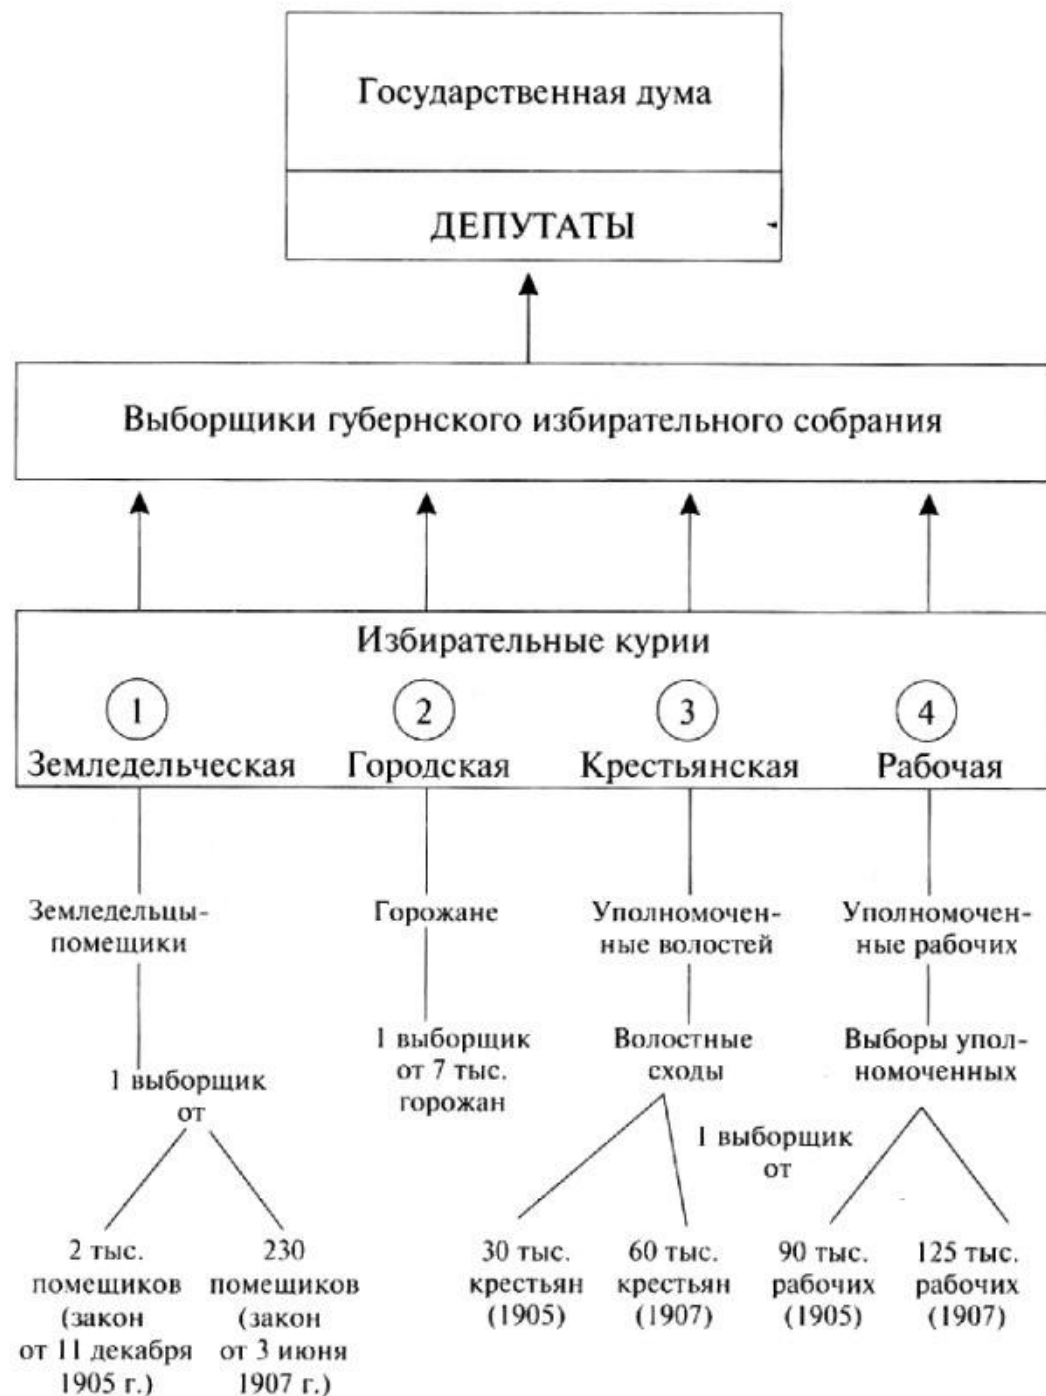 Государственная дума
ДЕПУТАТЫ
Выборщики губернского избирательного собрания
Избирательные курии
1
Земледельческая
2
Городская
3
Крестьянская
4
Рабочая
Земледельцы-
помещики
1 выборщик
от
2 тыс.
помещиков
(закон
от 11 декабря
1905 г.)
230
помещиков
(закон
от 3 июня
1907 г.)
Горожане
1 выборщик
от 7 тыс.
горожан
Уполномочен-
ные волостей
Волостные
сходы
1 выборщик
от
30 тыс.
крестьян
(1905)
60 тыс.
крестьян
(1907)
Уполномочен-
ные рабочих
Выборы упол-
номоченных
90 тыс.
рабочих
(1905)
125 тыс.
рабочих
(1907)